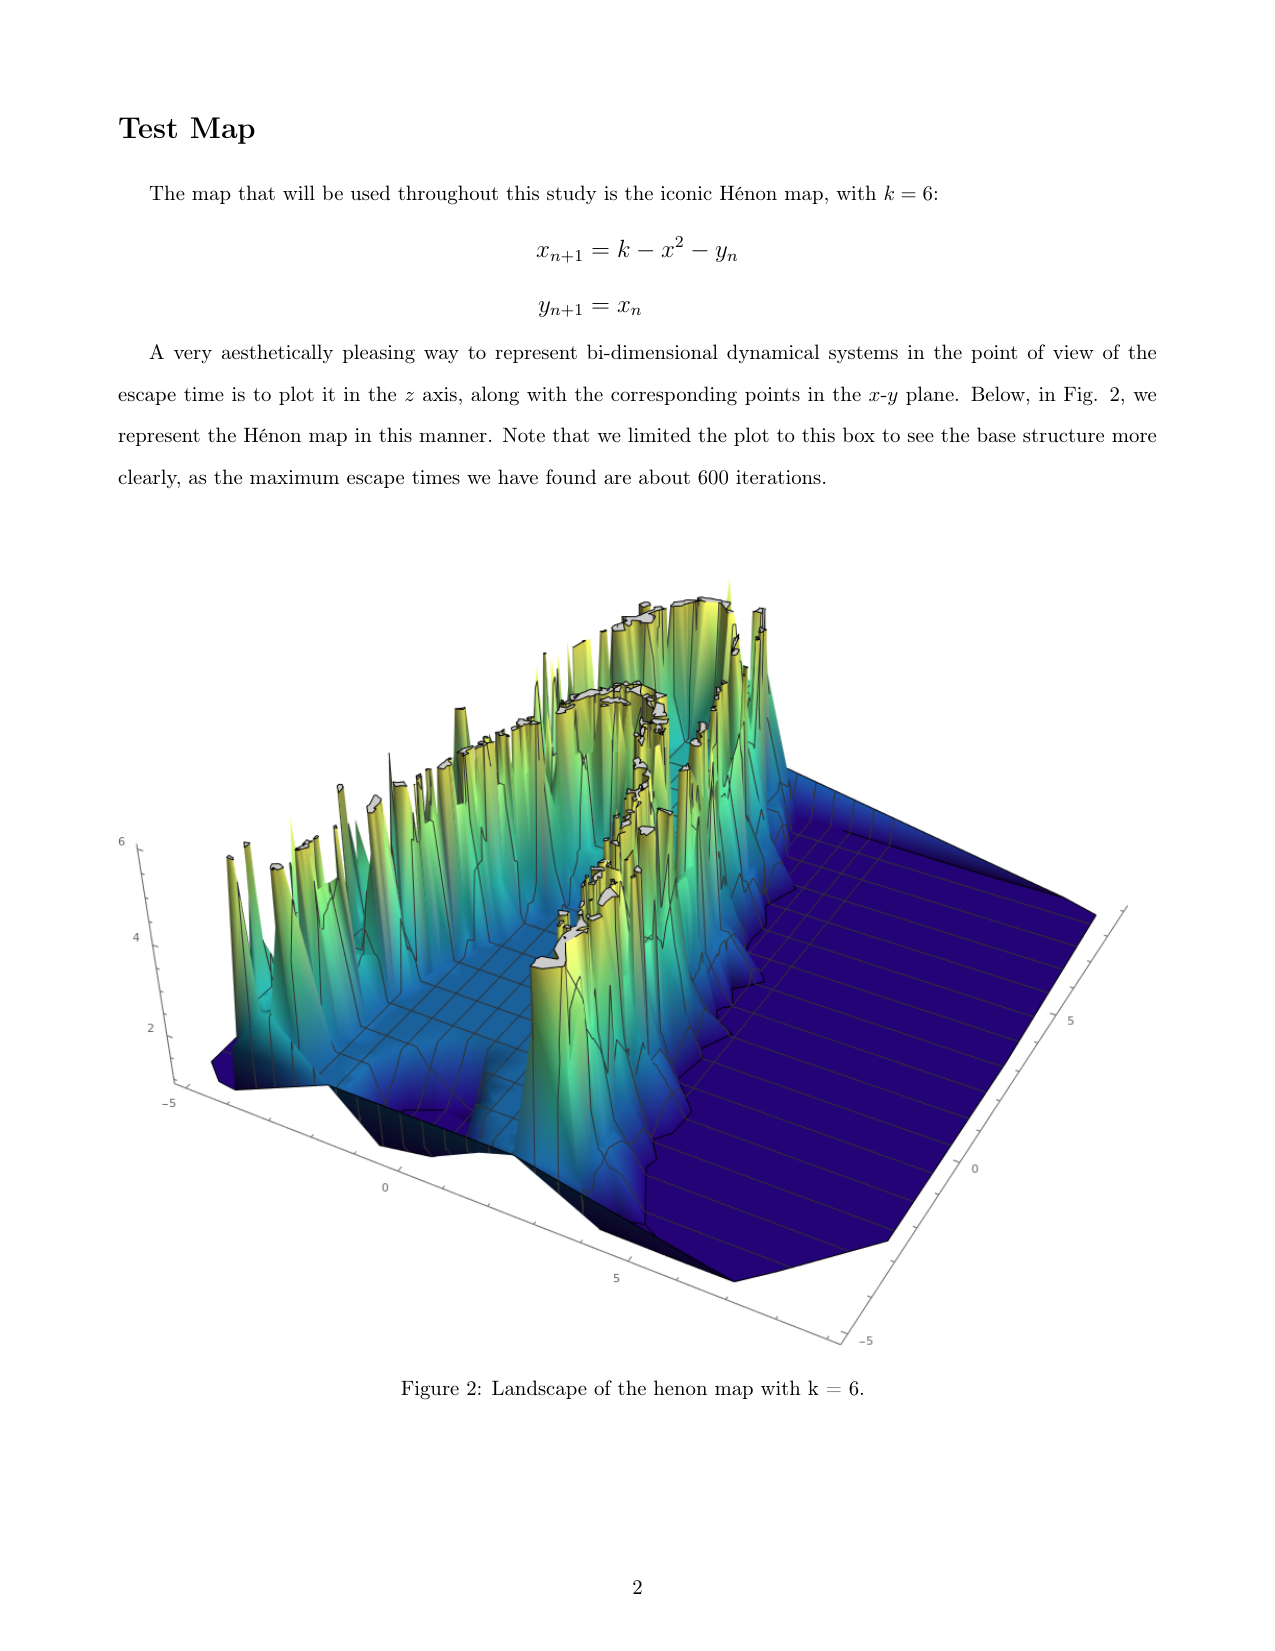 Test Map
The map that will be used throughout this study is the iconic Hénon map, with k = 6:
xₙ₊₁ = k − x² − yₙ
yₙ₊₁ = xₙ
A very aesthetically pleasing way to represent bi-dimensional dynamical systems in the point of view of the
escape time is to plot it in the z axis, along with the corresponding points in the x-y plane. Below, in Fig. 2, we
represent the Hénon map in this manner. Note that we limited the plot to this box to see the base structure more
clearly, as the maximum escape times we have found are about 600 iterations.
6
4
2
−5
0
5
5
0
−5
Figure 2: Landscape of the henon map with k = 6.
2